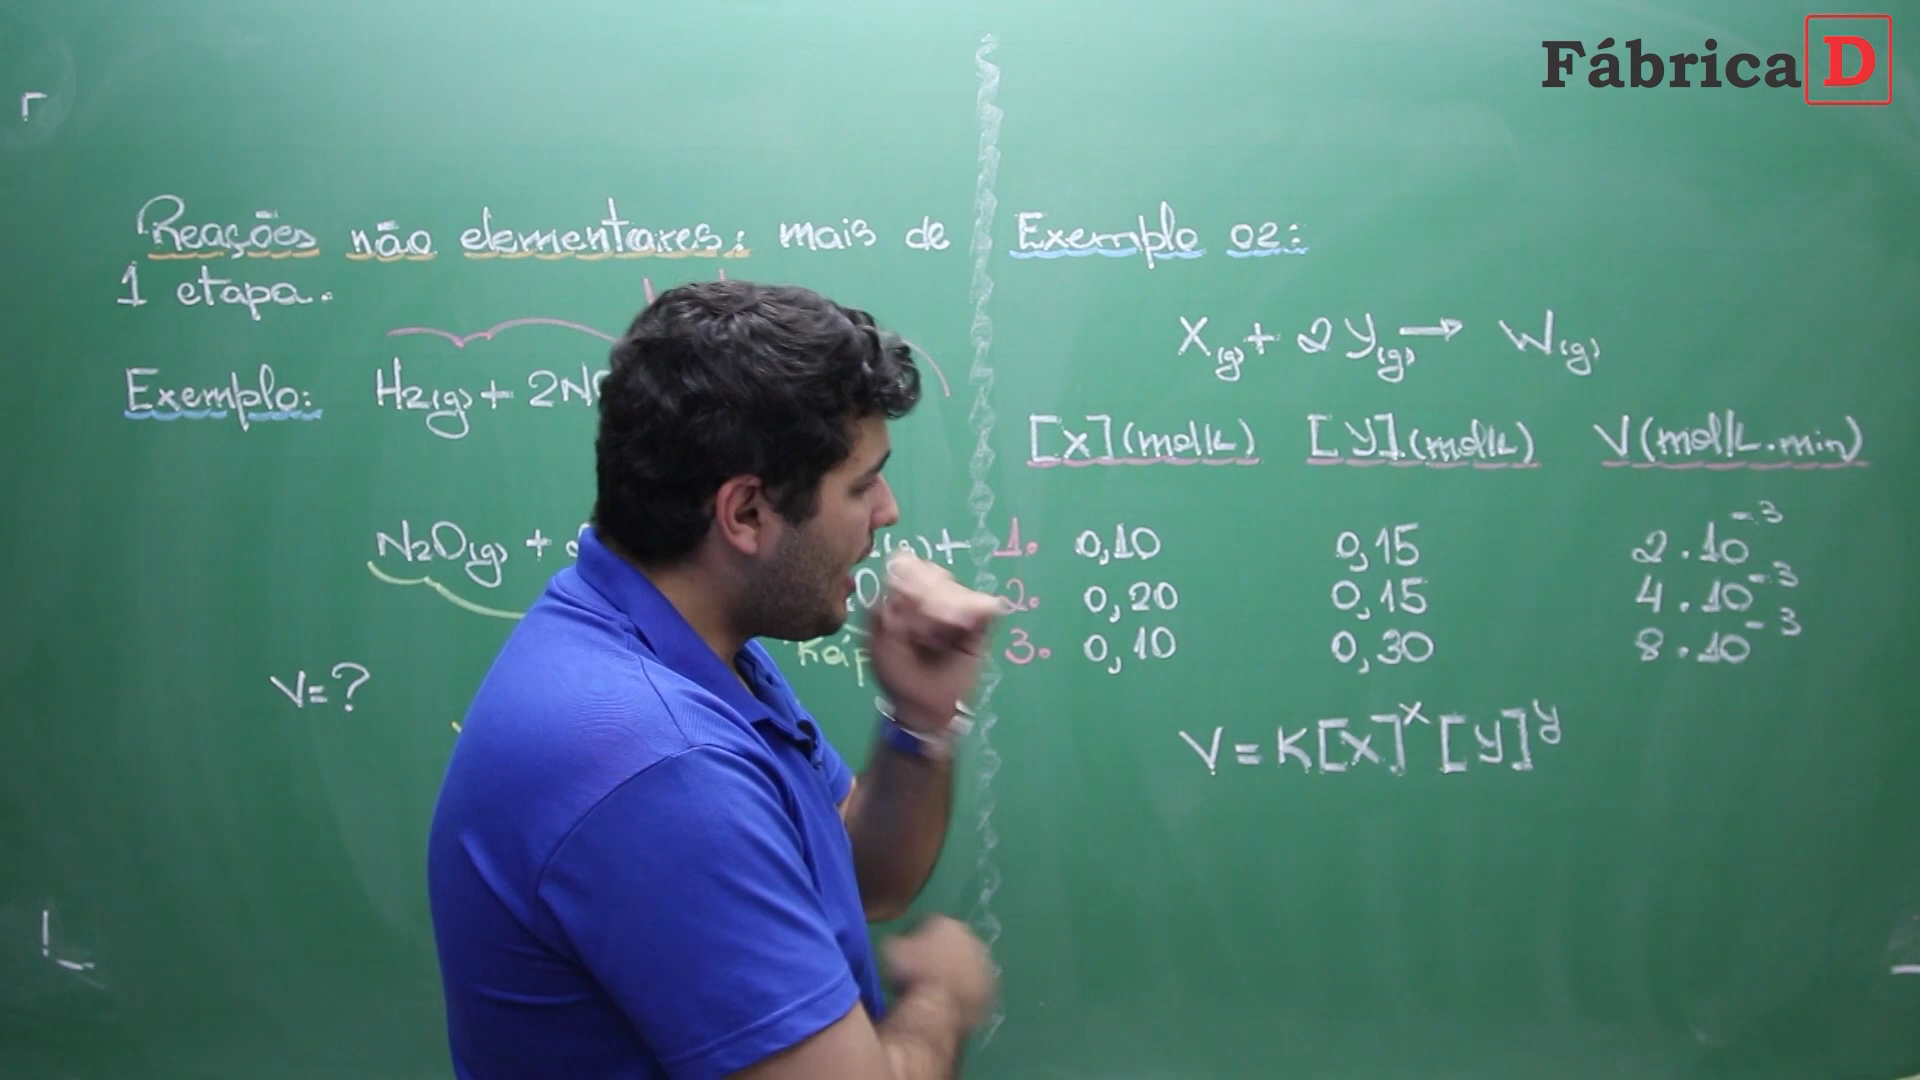 Fábrica D
Reações não elementares: mais de
1 etapa.
Exemplo: H2(g) + 2N
N2O(g) +
(g) +
V=?
Exemplo 02:
X(g) + 2Y(g) → W(g)
[X](mol/L) [Y](mol/L) V(mol/L.min)
1. 0,10 0,15 2.10⁻³
2. 0,20 0,15 4.10⁻³
3. 0,10 0,30 8.10⁻³
V = K[X]ˣ[Y]ʸ